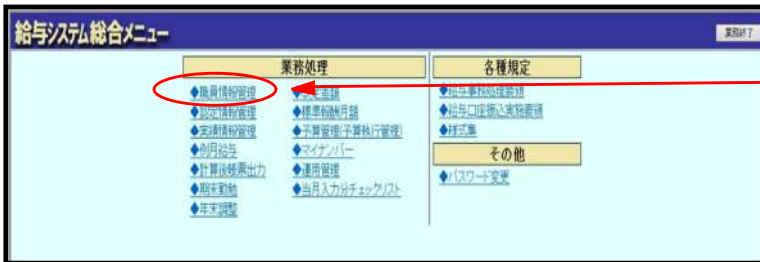 給与システム総合メニュー
業務終了
業務処理
◆職員情報管理
◆認定情報管理
◆実績情報管理
◆例月給与
◆計算後帳票出力
◆期末勤勉
◆年末調整
◆標準報酬月額
◆予算管理(予算執行管理)
◆マイナンバー
◆運用管理
◆当月入力分チェックリスト
各種規定
◆給与事務処理要領
◆給与口座振込実施要領
◆様式集
その他
◆パスワード変更